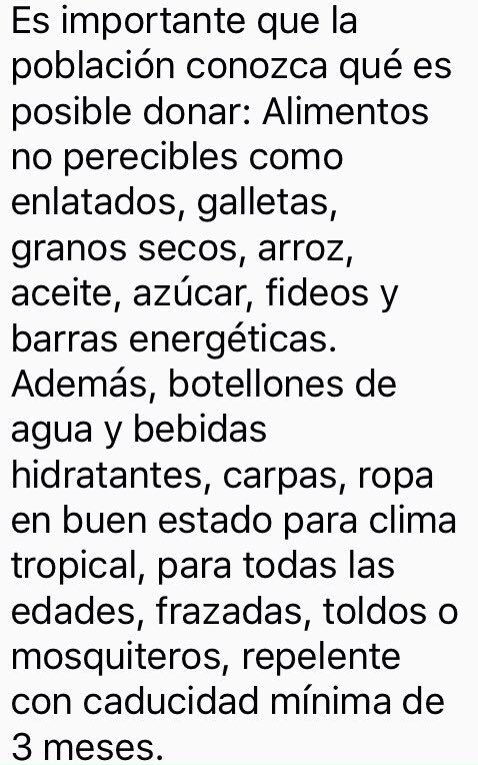 Es importante que la
población conozca qué es
posible donar: Alimentos
no perecibles como
enlatados, galletas,
granos secos, arroz,
aceite, azúcar, fideos y
barras energéticas.
Además, botellones de
agua y bebidas
hidratantes, carpas, ropa
en buen estado para clima
tropical, para todas las
edades, frazadas, toldos o
mosquiteros, repelente
con caducidad mínima de
3 meses.